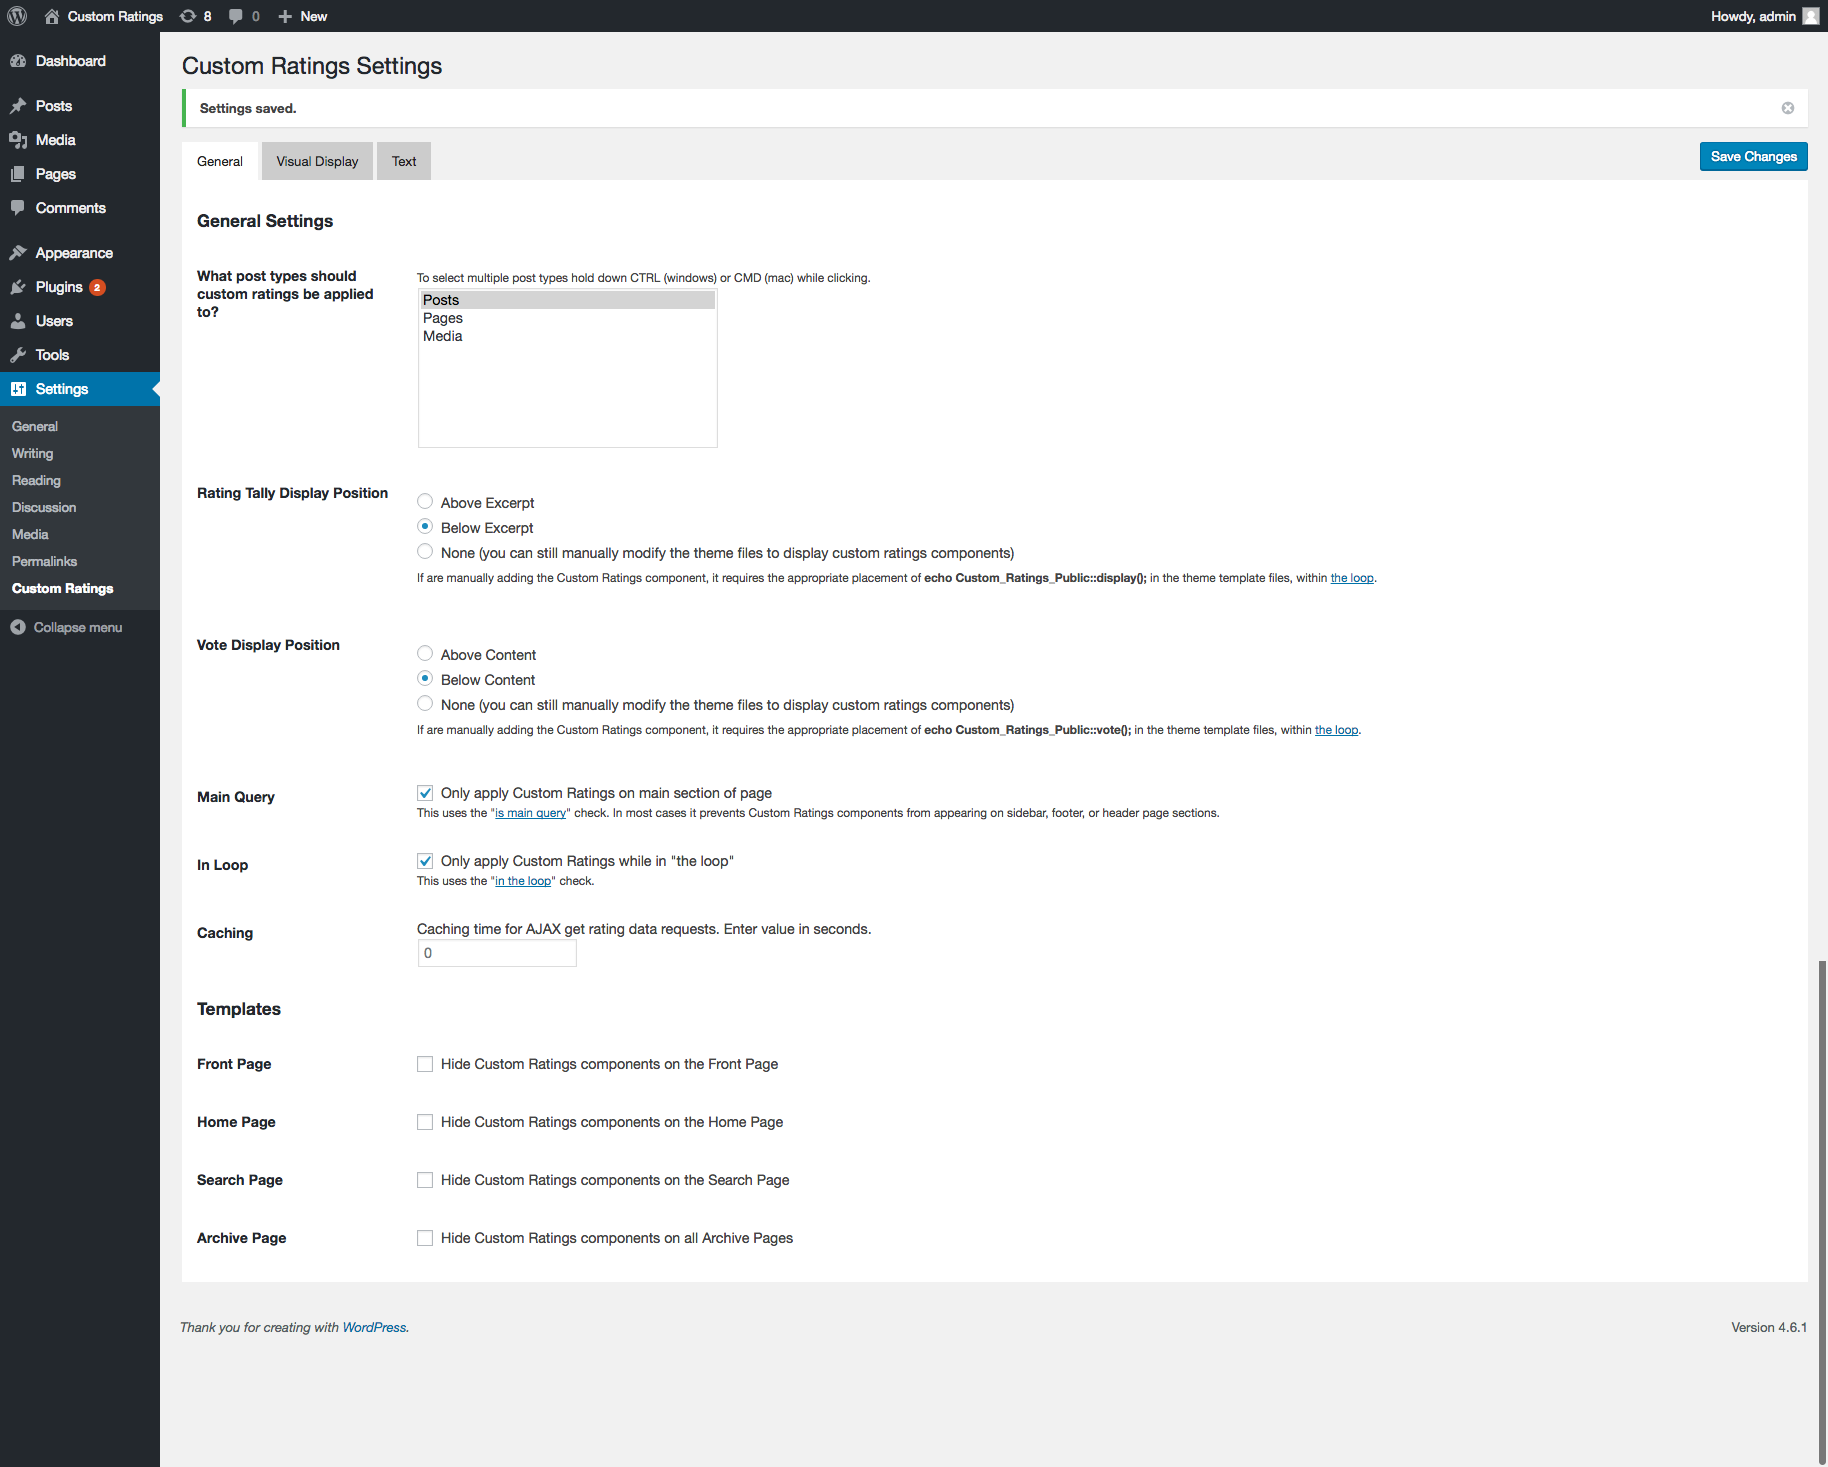 Custom Ratings 8 0 New Howdy, admin
Dashboard
Posts
Media
Pages
Comments
Appearance
Plugins 2
Users
Tools
Settings
General
Writing
Reading
Discussion
Media
Permalinks
Custom Ratings
Collapse menu
Custom Ratings Settings
Settings saved.
General Visual Display Text Save Changes
General Settings
What post types should
custom ratings be applied
to?
To select multiple post types hold down CTRL (windows) or CMD (mac) while clicking.
Posts
Pages
Media
Rating Tally Display Position
Above Excerpt
Below Excerpt
None (you can still manually modify the theme files to display custom ratings components)
If are manually adding the Custom Ratings component, it requires the appropriate placement of echo Custom_Ratings_Public::display(); in the theme template files, within the loop.
Vote Display Position
Above Content
Below Content
None (you can still manually modify the theme files to display custom ratings components)
If are manually adding the Custom Ratings component, it requires the appropriate placement of echo Custom_Ratings_Public::vote(); in the theme template files, within the loop.
Main Query
Only apply Custom Ratings on main section of page
This uses the "is main query" check. In most cases it prevents Custom Ratings components from appearing on sidebar, footer, or header page sections.
In Loop
Only apply Custom Ratings while in "the loop"
This uses the "in the loop" check.
Caching
Caching time for AJAX get rating data requests. Enter value in seconds.
0
Templates
Front Page
Hide Custom Ratings components on the Front Page
Home Page
Hide Custom Ratings components on the Home Page
Search Page
Hide Custom Ratings components on the Search Page
Archive Page
Hide Custom Ratings components on all Archive Pages
Thank you for creating with WordPress.
Version 4.6.1